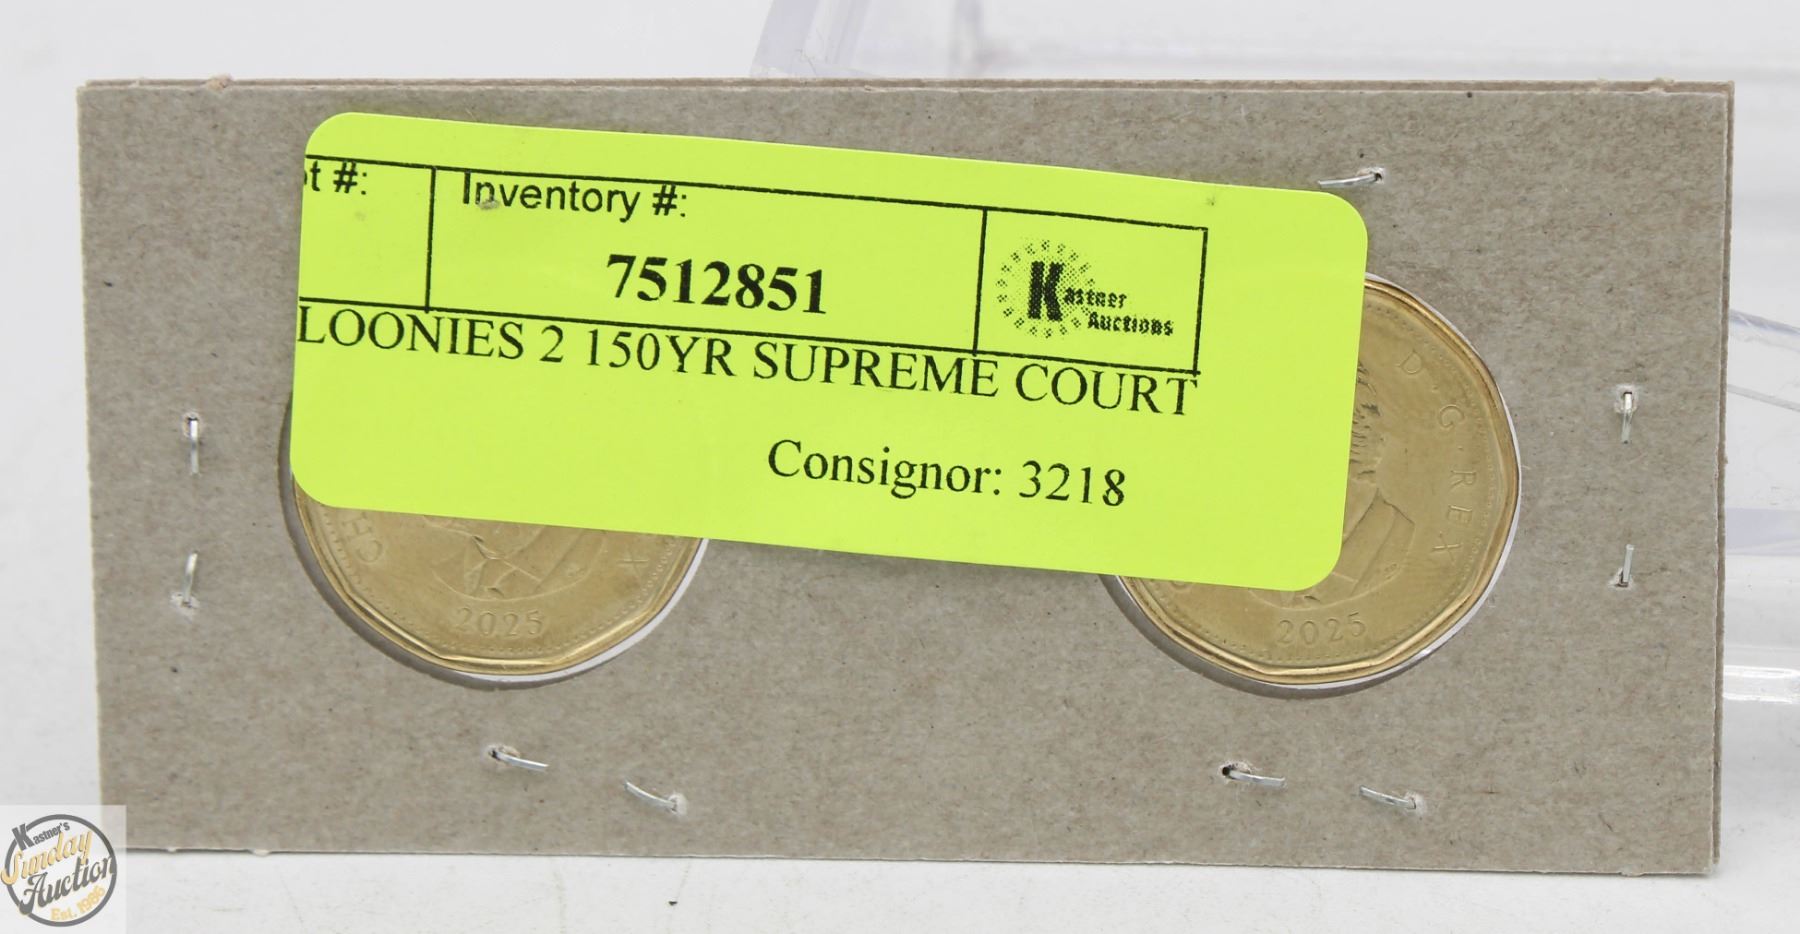 t #:
Inventory #:
7512851
Kastner
Auctions
LOONIES 2 150YR SUPREME COURT
Consignor: 3218
D · G · REX
CH
X
2025
2025
Kastner's
Sunday
Auction
Est. 1986